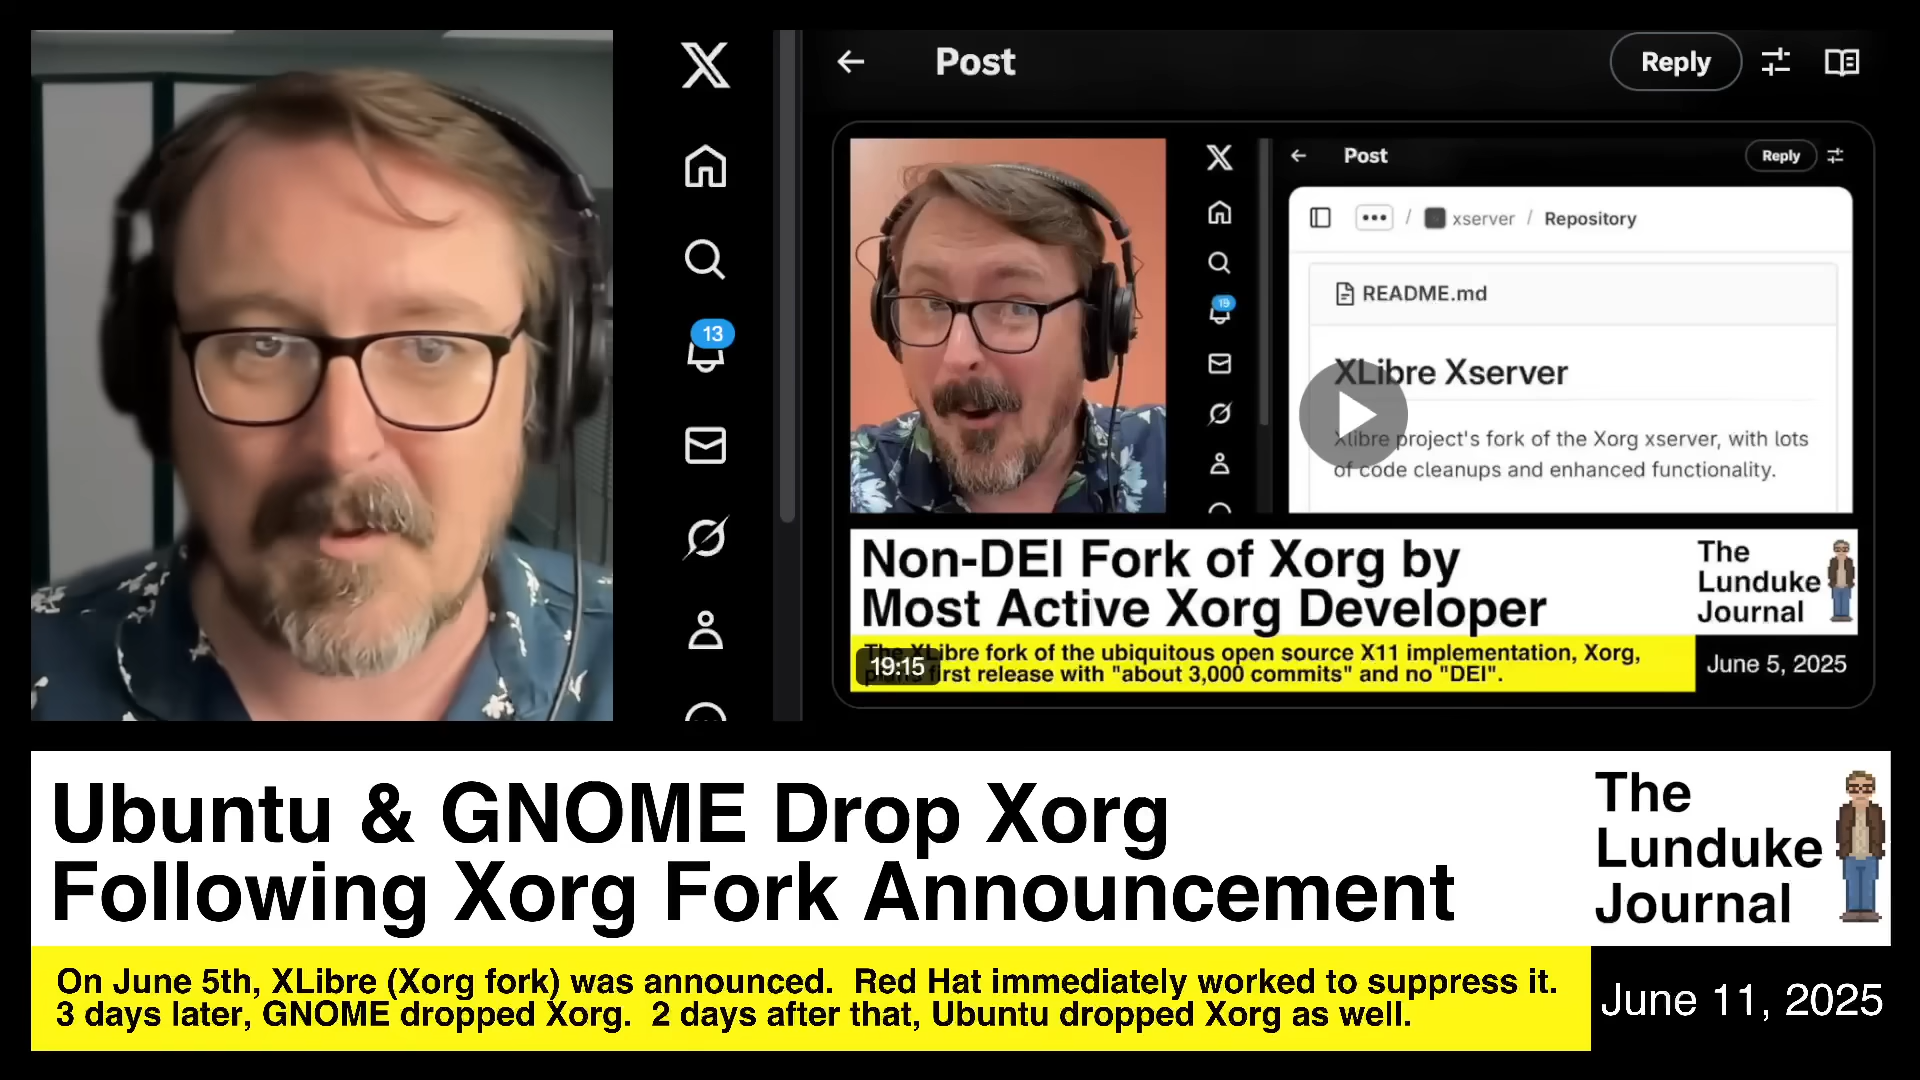 13
Post
Reply
Post
Reply
19
••• / xserver / Repository
README.md
XLibre Xserver
Xlibre project's fork of the Xorg xserver, with lots
of code cleanups and enhanced functionality.
Non-DEI Fork of Xorg by
Most Active Xorg Developer
The
Lunduke
Journal
The XLibre fork of the ubiquitous open source X11 implementation, Xorg,
plans first release with "about 3,000 commits" and no "DEI".
19:15
June 5, 2025
Ubuntu & GNOME Drop Xorg
Following Xorg Fork Announcement
The
Lunduke
Journal
On June 5th, XLibre (Xorg fork) was announced. Red Hat immediately worked to suppress it.
3 days later, GNOME dropped Xorg. 2 days after that, Ubuntu dropped Xorg as well.
June 11, 2025